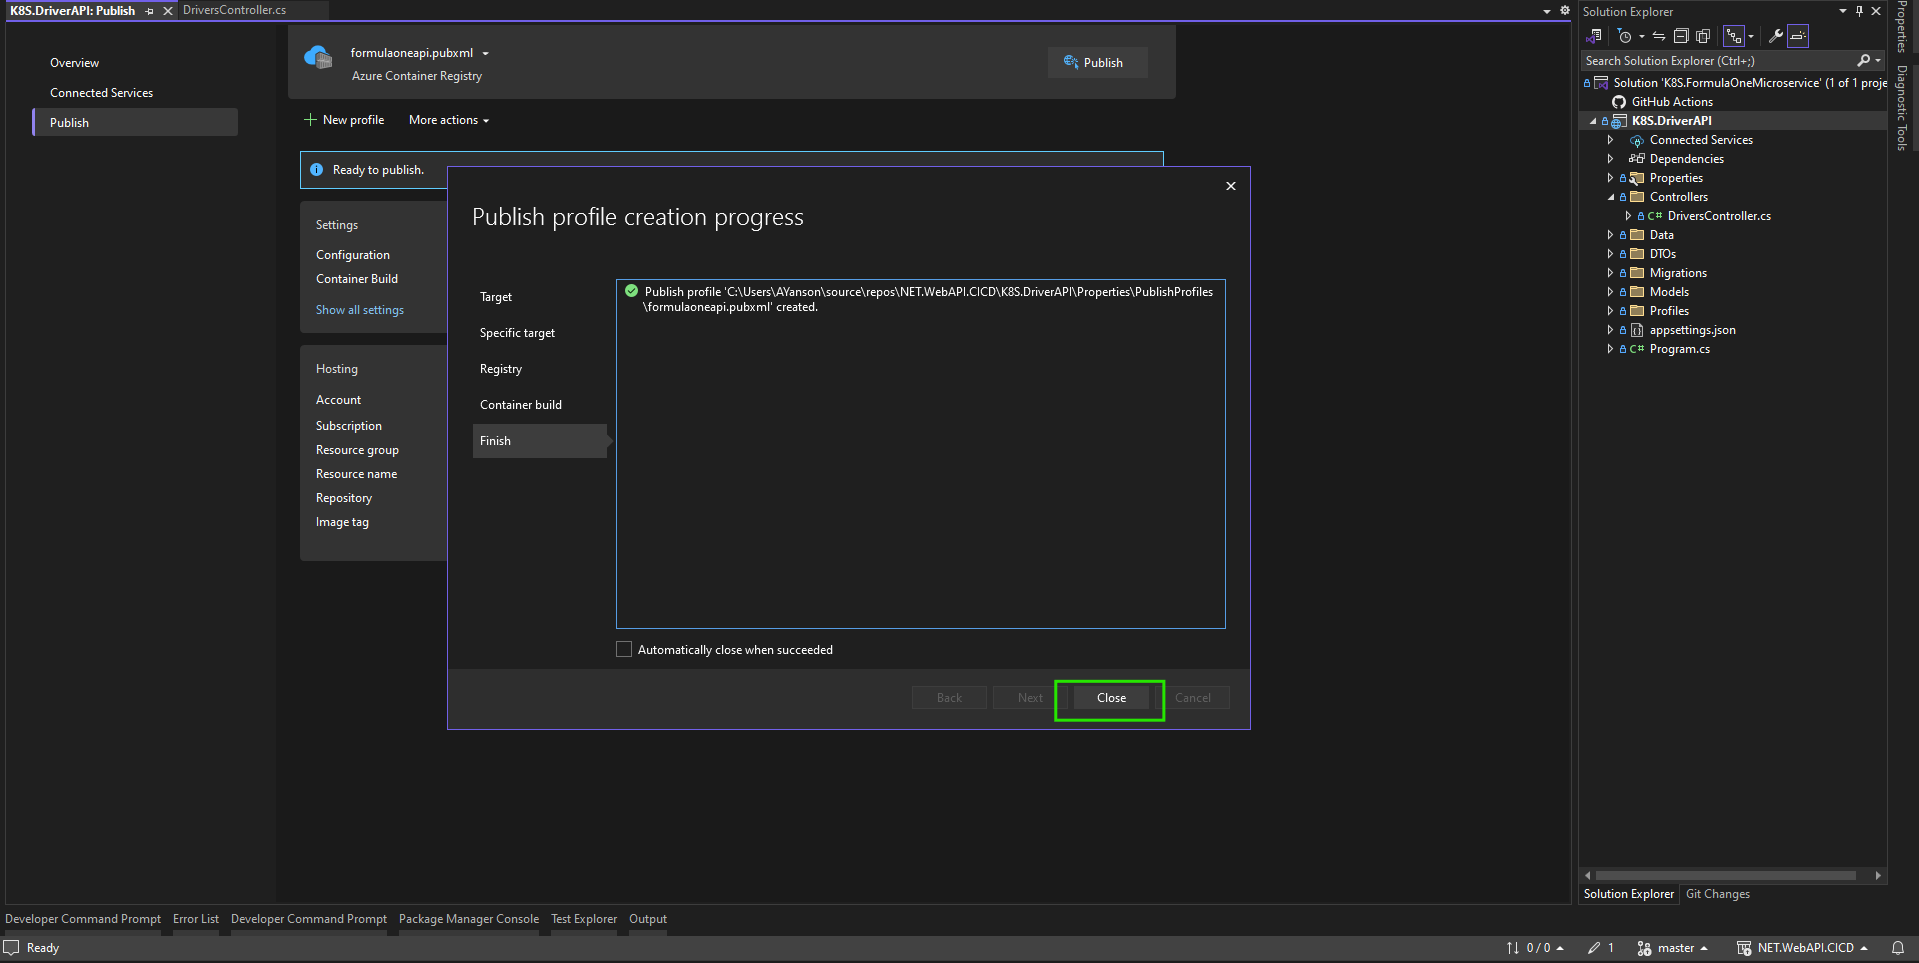 K8S.DriverAPI: Publish
DriversController.cs
Overview
Connected Services
Publish
formulaoneapi.pubxml
Azure Container Registry
Publish
New profile
More actions
Ready to publish.
Settings
Configuration
Container Build
Show all settings
Hosting
Account
Subscription
Resource group
Resource name
Repository
Image tag
Publish profile creation progress
Target
Specific target
Registry
Container build
Finish
Publish profile 'C:\Users\AYanson\source\repos\NET.WebAPI.CICD\K8S.DriverAPI\Properties\PublishProfiles
\formulaoneapi.pubxml' created.
Automatically close when succeeded
Back
Next
Close
Cancel
Solution Explorer
Search Solution Explorer (Ctrl+;)
Solution 'K8S.FormulaOneMicroservice' (1 of 1 proje
GitHub Actions
K8S.DriverAPI
Connected Services
Dependencies
Properties
Controllers
C# DriversController.cs
Data
DTOs
Migrations
Models
Profiles
appsettings.json
C# Program.cs
Solution Explorer
Git Changes
Properties
Diagnostic Tools
Developer Command Prompt
Error List
Developer Command Prompt
Package Manager Console
Test Explorer
Output
Ready
0 / 0
1
master
NET.WebAPI.CICD